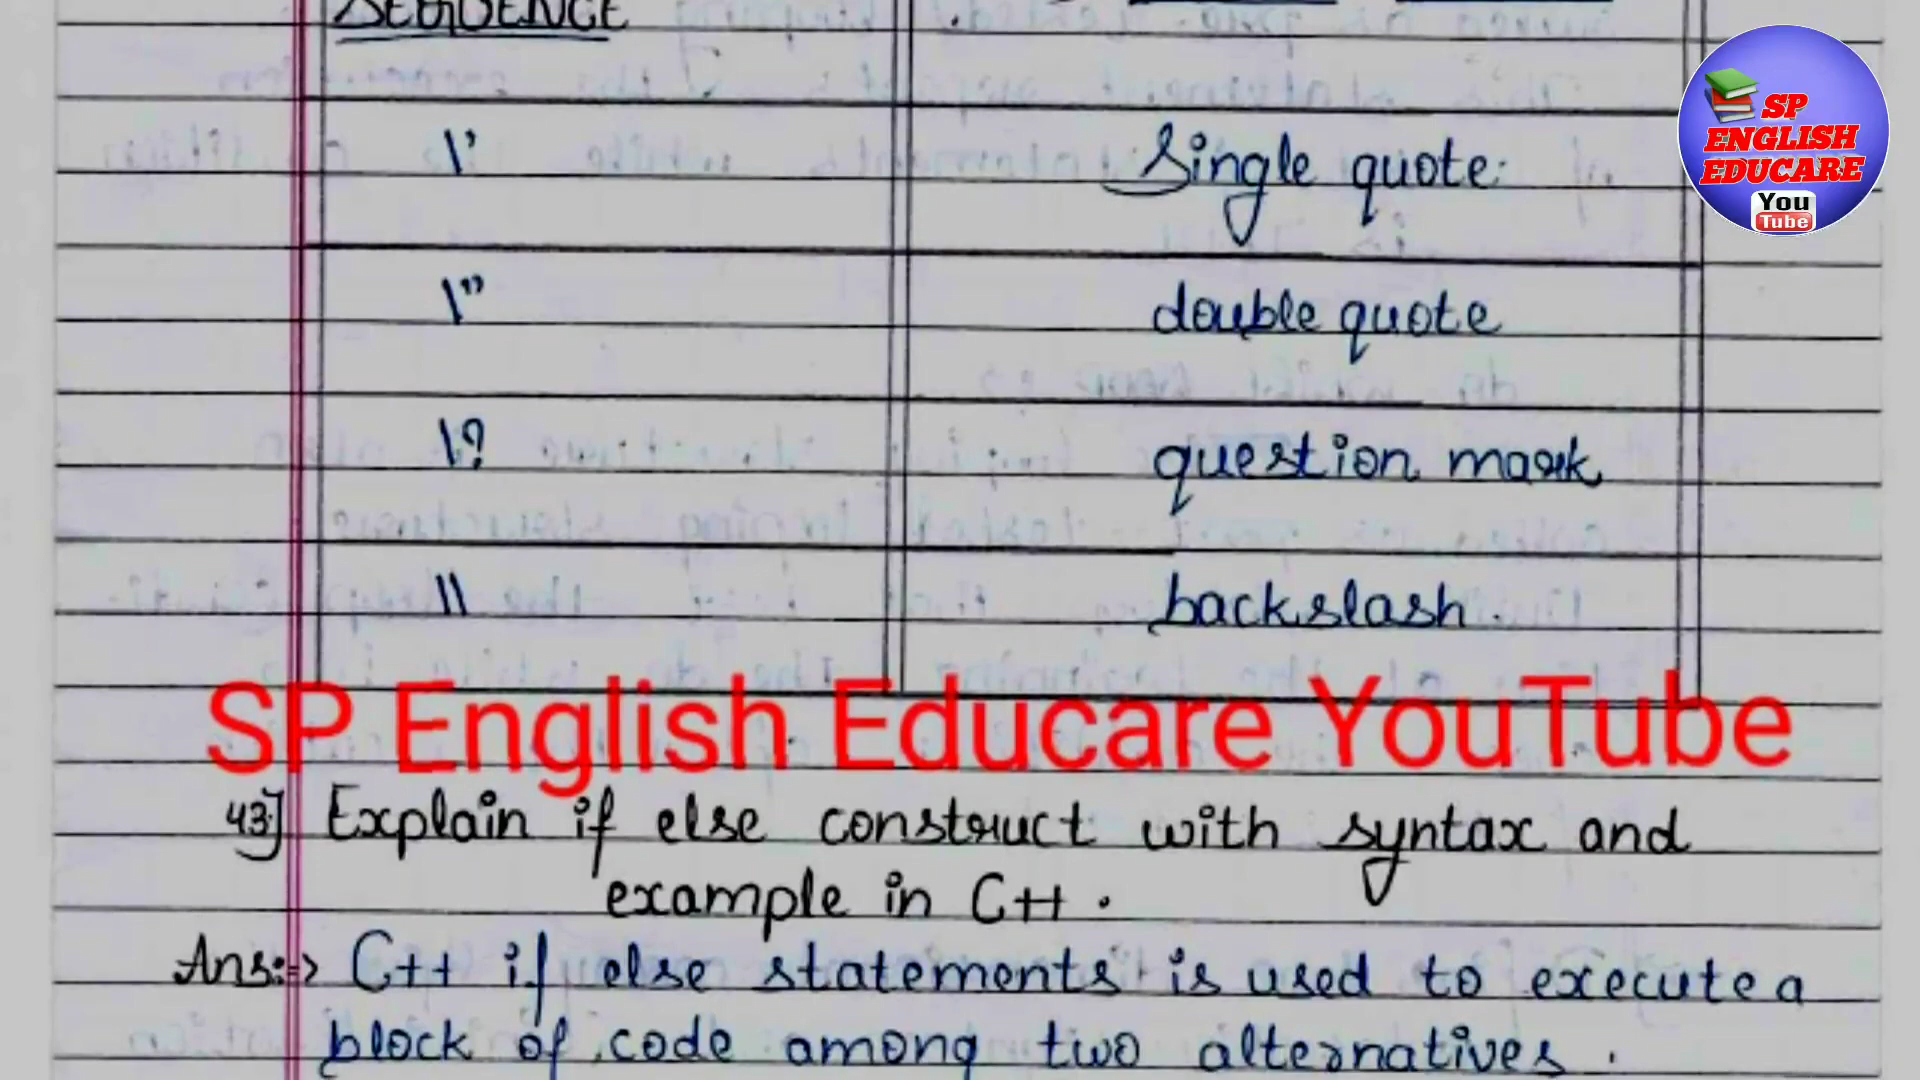 SEQUENCE
\' Single quote.
\" double quote
\? question mark
\\ backslash.
SP English Educare YouTube
43] Explain if else construct with syntax and
example in C++.
Ans:-> C++ if else statements is used to execute a
block of code among two alternatives.
SP
ENGLISH
EDUCARE
You
Tube